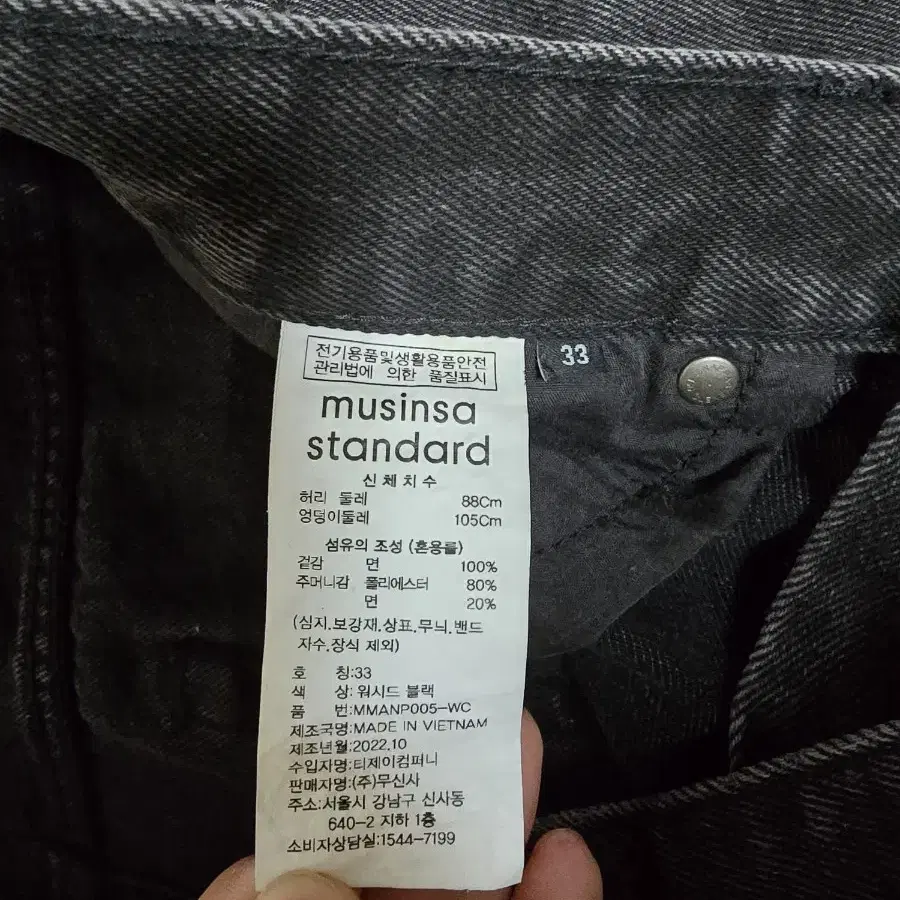 전기용품및생활용품안전
관리법에 의한 품질표시
musinsa
standard
신체치수
허리 둘레 88Cm
엉덩이둘레 105Cm
섬유의 조성 (혼용률)
겉감 면 100%
주머니감 폴리에스터 80%
면 20%
(심지.보강재.상표.무늬.밴드
자수.장식 제외)
호 칭:33
색 상: 워시드 블랙
품 번:MMANP005-WC
제조국명:MADE IN VIETNAM
제조년월:2022.10
수입자명:티제이컴퍼니
판매자명:(주)무신사
주소:서울시 강남구 신사동
640-2 지하 1층
소비자상담실:1544-7199
33